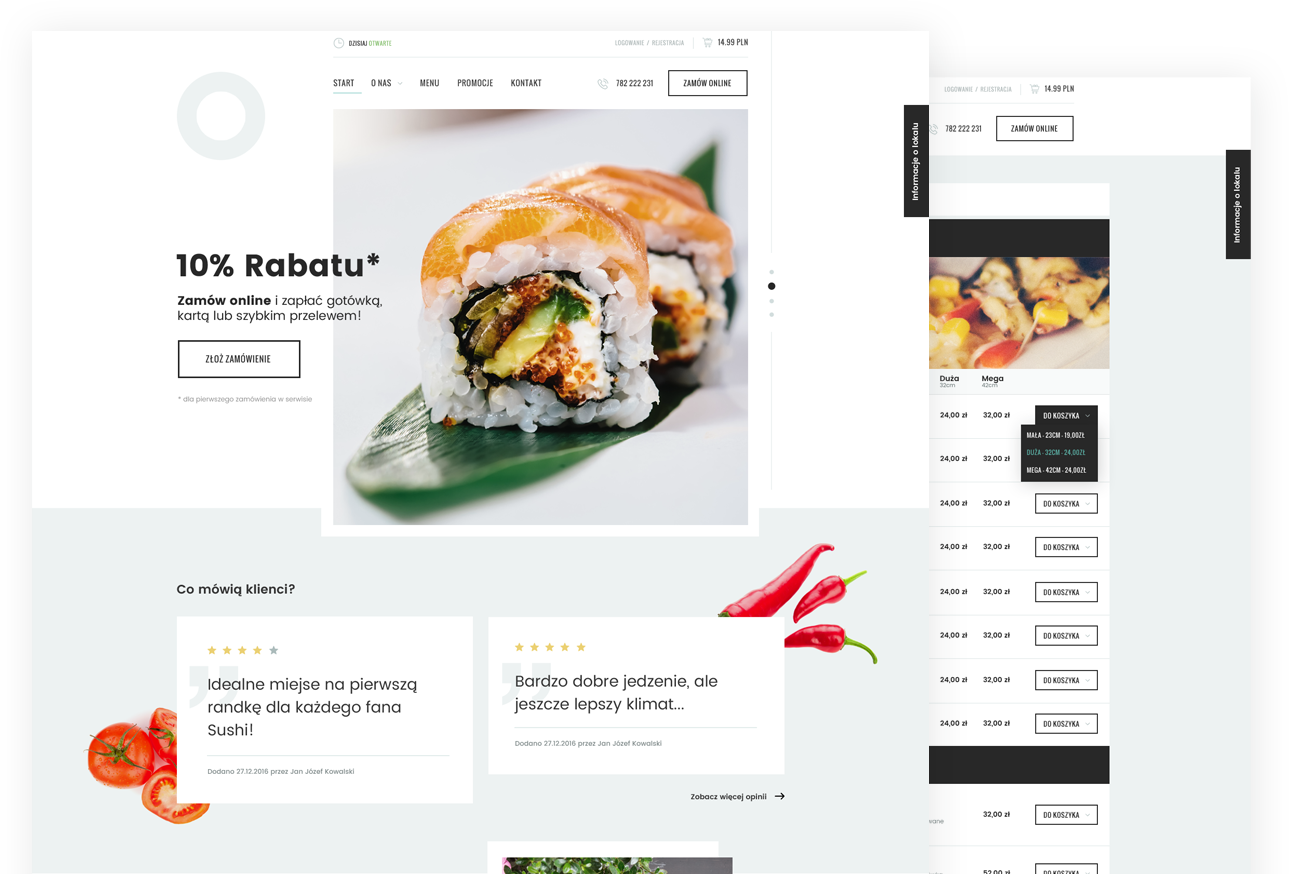 DZISIAJ OTWARTE
LOGOWANIE / REJESTRACJA
14.99 PLN
START
O NAS
MENU
PROMOCJE
KONTAKT
782 222 231
ZAMÓW ONLINE
Informacje o lokalu
10% Rabatu*
Zamów online i zapłać gotówką,
kartą lub szybkim przelewem!
ZŁÓŻ ZAMÓWIENIE
* dla pierwszego zamówienia w serwisie
Co mówią klienci?
Idealne miejse na pierwszą
randkę dla każdego fana
Sushi!
Dodano 27.12.2016 przez Jan Józef Kowalski
Bardzo dobre jedzenie, ale
jeszcze lepszy klimat...
Dodano 27.12.2016 przez Jan Józef Kowalski
Zobacz więcej opinii
LOGOWANIE / REJESTRACJA
14.99 PLN
782 222 231
ZAMÓW ONLINE
Informacje o lokalu
Duża
32cm
Mega
42cm
24,00 zł 32,00 zł DO KOSZYKA
MAŁA - 23CM - 19,00ZŁ
DUŻA - 32CM - 24,00ZŁ
MEGA - 42CM - 24,00ZŁ
24,00 zł 32,00 zł
24,00 zł 32,00 zł DO KOSZYKA
24,00 zł 32,00 zł DO KOSZYKA
24,00 zł 32,00 zł DO KOSZYKA
24,00 zł 32,00 zł DO KOSZYKA
24,00 zł 32,00 zł DO KOSZYKA
24,00 zł 32,00 zł DO KOSZYKA
32,00 zł DO KOSZYKA
wane
52,00 zł DO KOSZYKA